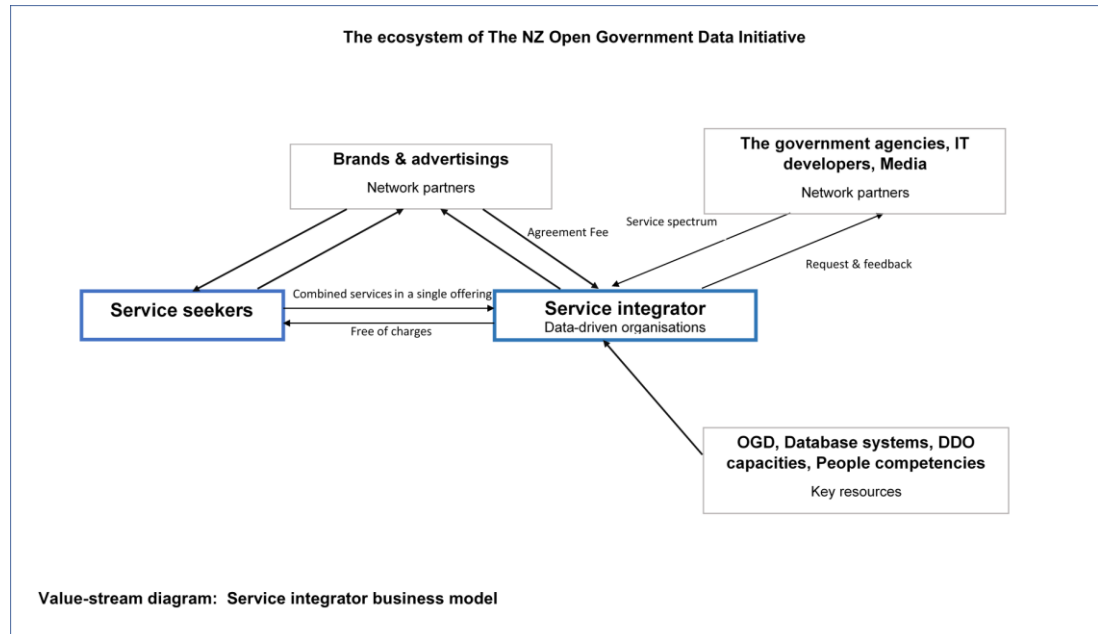 The ecosystem of The NZ Open Government Data Initiative
Brands & advertisings
Network partners
The government agencies, IT
developers, Media
Network partners
Service spectrum
Agreement Fee
Request & feedback
Service seekers
Combined services in a single offering
Free of charges
Service integrator
Data-driven organisations
OGD, Database systems, DDO
capacities, People competencies
Key resources
Value-stream diagram:  Service integrator business model